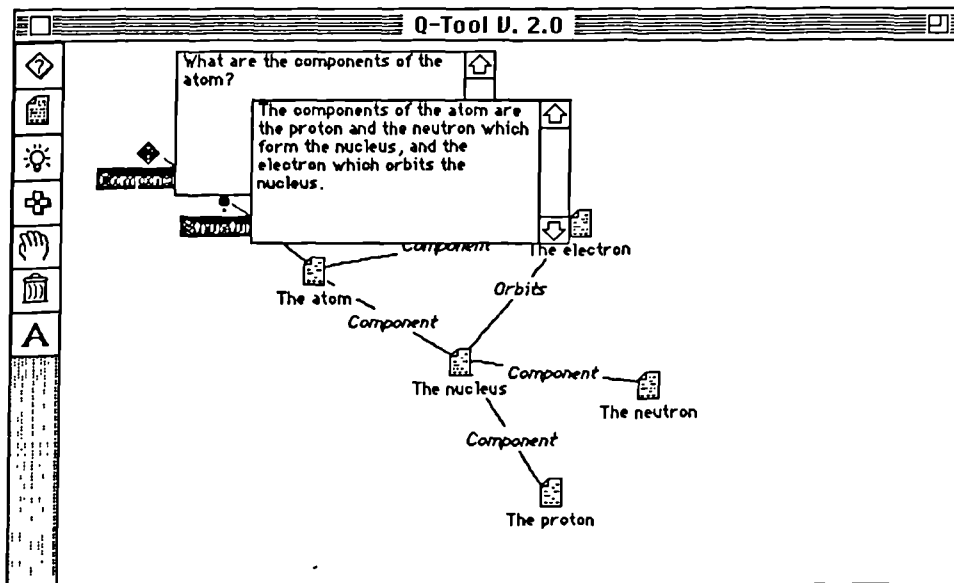 Q-Tool V. 2.0
What are the components of the
atom?
The components of the atom are
the proton and the neutron which
form the nucleus, and the
electron which orbits the
nucleus.
Component
The electron
The atom
Orbits
Component
The nucleus
Component
The neutron
Component
The proton
A